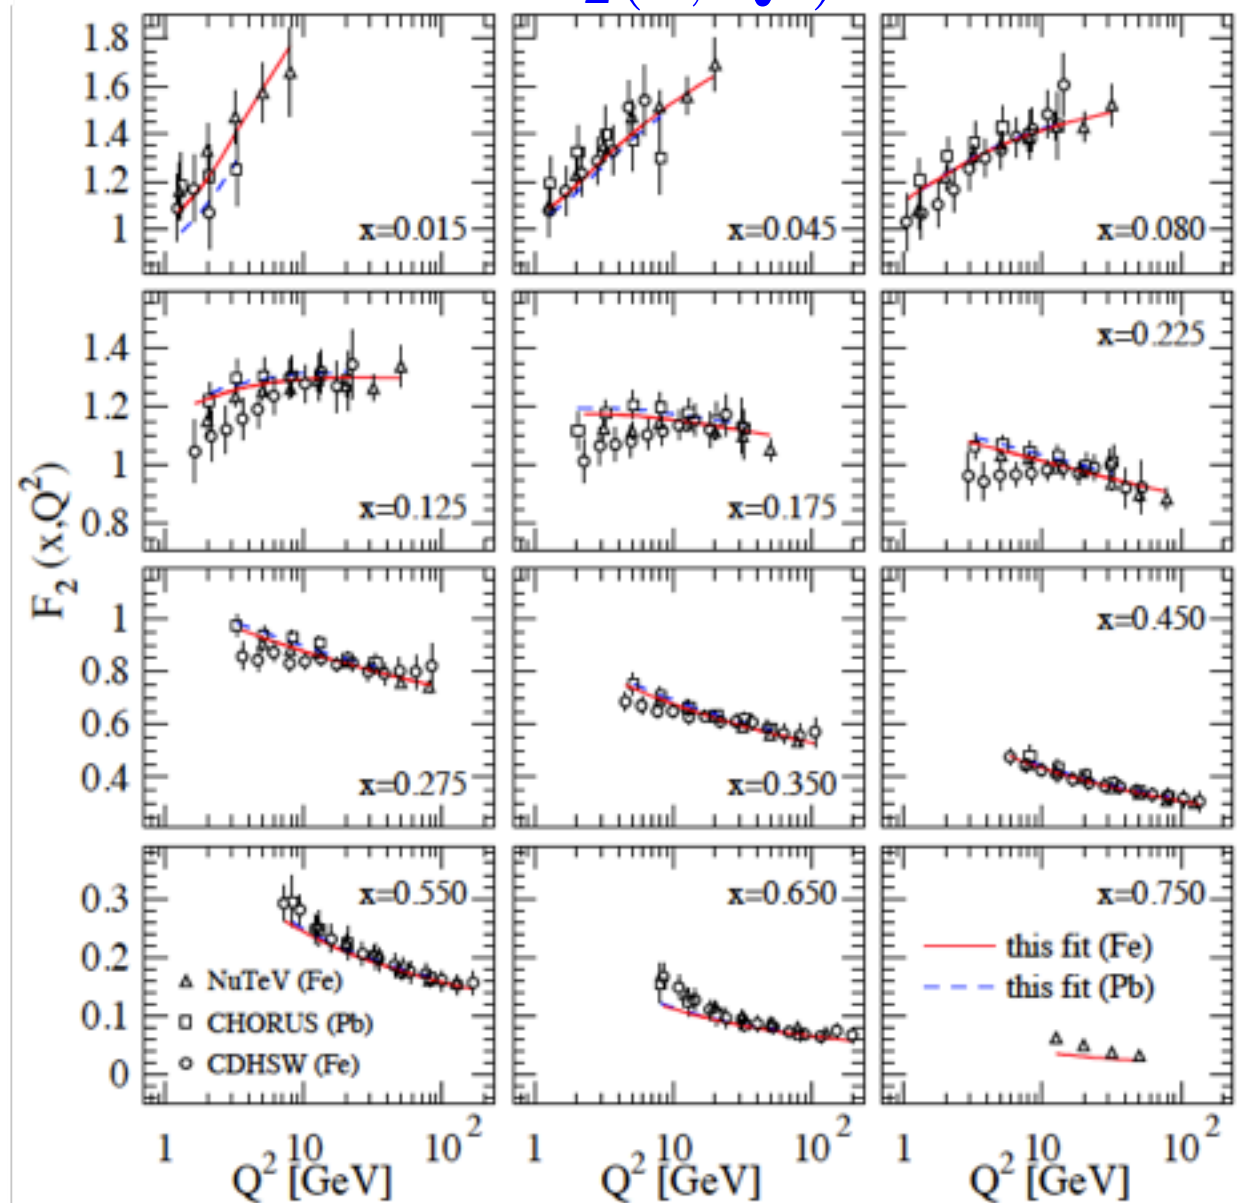 1.8
1.6
1.4
1.2
1
x=0.015
x=0.045
x=0.080
1.4
1.2
1
0.8
x=0.125
x=0.175
x=0.225
1
0.8
0.6
0.4
x=0.275
x=0.350
x=0.450
0.3
0.2
0.1
0
x=0.550
NuTeV (Fe)
CHORUS (Pb)
CDHSW (Fe)
x=0.650
x=0.750
this fit (Fe)
this fit (Pb)
F₂ (x,Q²)
1 10 10² 1 10 10² 1 10 10²
Q² [GeV] Q² [GeV] Q² [GeV]